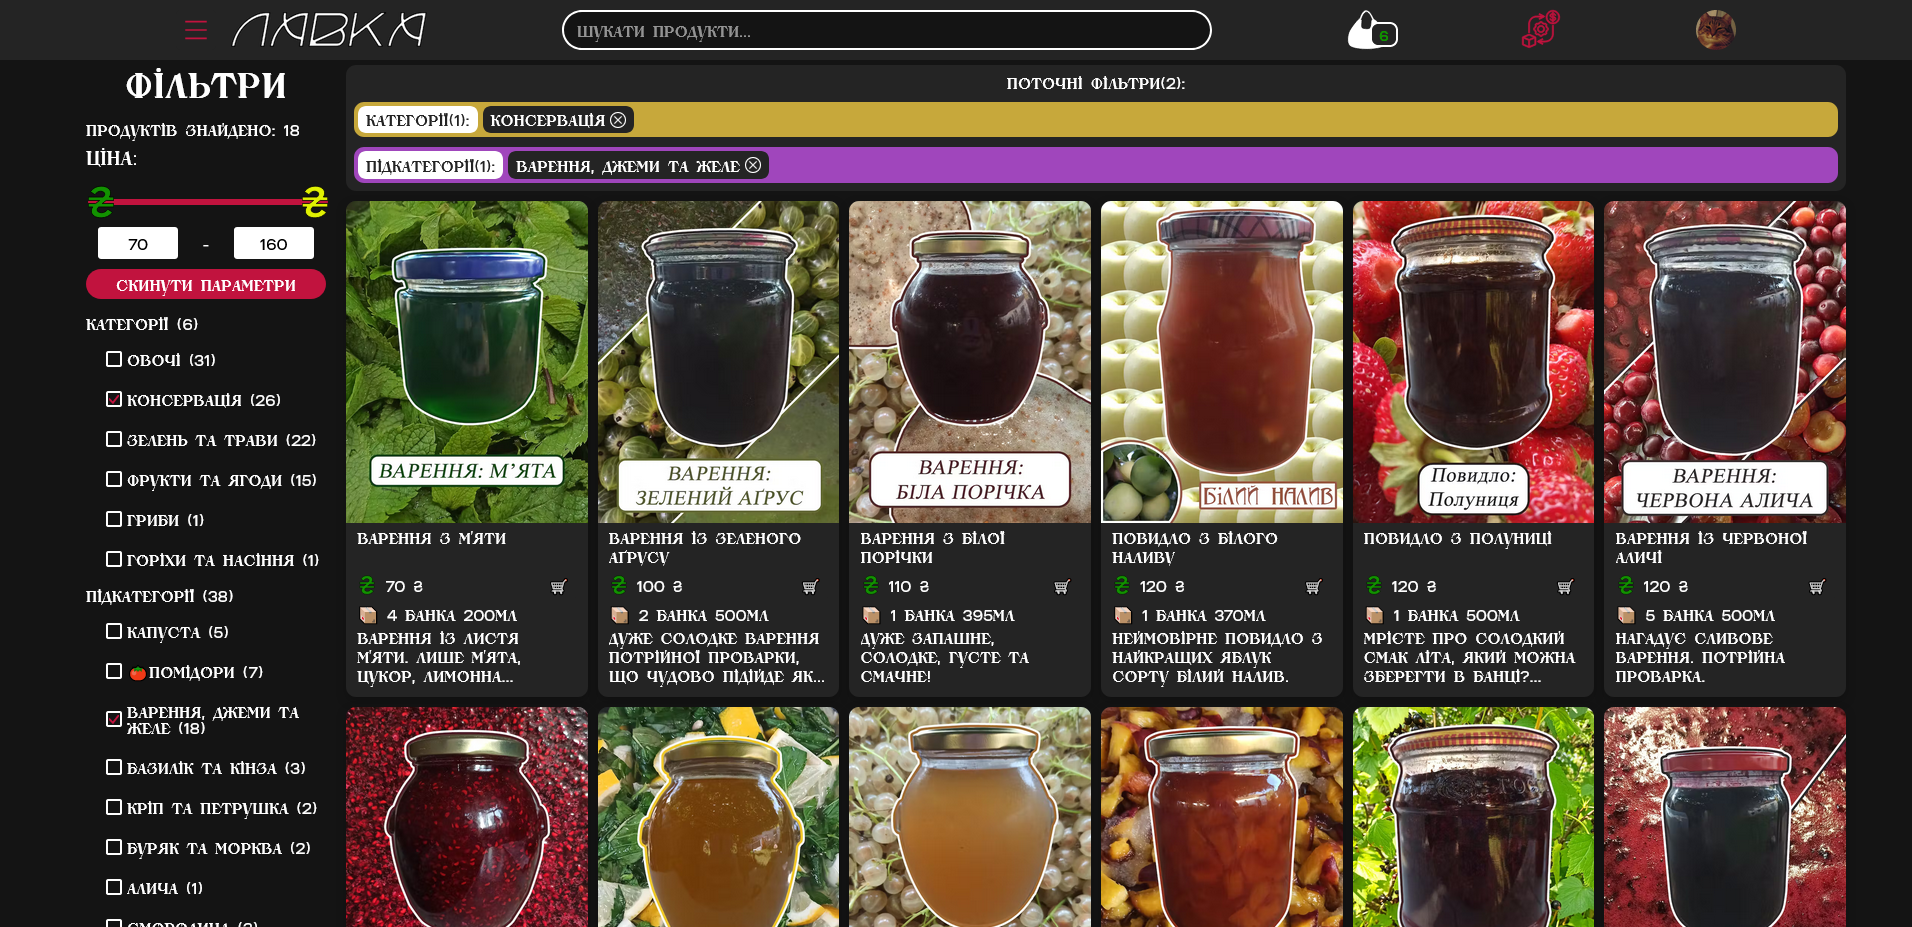 ЛАВКА
ШУКАТИ ПРОДУКТИ...
6
ФІЛЬТРИ
ПРОДУКТІВ ЗНАЙДЕНО: 18
ЦІНА:
₴ ₴
70 - 160
СКИНУТИ ПАРАМЕТРИ
КАТЕГОРІЇ (6)
ОВОЧІ (31)
КОНСЕРВАЦІЯ (26)
ЗЕЛЕНЬ ТА ТРАВИ (22)
ФРУКТИ ТА ЯГОДИ (15)
ГРИБИ (1)
ГОРІХИ ТА НАСІННЯ (1)
ПІДКАТЕГОРІЇ (38)
КАПУСТА (5)
🍅ПОМІДОРИ (7)
ВАРЕННЯ, ДЖЕМИ ТА
ЖЕЛЕ (18)
БАЗИЛІК ТА КІНЗА (3)
КРІП ТА ПЕТРУШКА (2)
БУРЯК ТА МОРКВА (2)
АЛИЧА (1)
ПОТОЧНІ ФІЛЬТРИ(2):
КАТЕГОРІЇ(1): КОНСЕРВАЦІЯ
ПІДКАТЕГОРІЇ(1): ВАРЕННЯ, ДЖЕМИ ТА ЖЕЛЕ
ВАРЕННЯ: М'ЯТА
ВАРЕННЯ З М'ЯТИ
₴ 70 ₴
4 БАНКА 200МЛ
ВАРЕННЯ ІЗ ЛИСТЯ
М'ЯТИ. ЛИШЕ М'ЯТА,
ЦУКОР, ЛИМОННА...
ВАРЕННЯ:
ЗЕЛЕНИЙ АҐРУС
ВАРЕННЯ ІЗ ЗЕЛЕНОГО
АҐРУСУ
₴ 100 ₴
2 БАНКА 500МЛ
ДУЖЕ СОЛОДКЕ ВАРЕННЯ
ПОТРІЙНОЇ ПРОВАРКИ,
ЩО ЧУДОВО ПІДІЙДЕ ЯК...
ВАРЕННЯ:
БІЛА ПОРІЧКА
ВАРЕННЯ З БІЛОЇ
ПОРІЧКИ
₴ 110 ₴
1 БАНКА 395МЛ
ДУЖЕ ЗАПАШНЕ,
СОЛОДКЕ, ГУСТЕ ТА
СМАЧНЕ!
БІЛИЙ НАЛИВ
ПОВИДЛО З БІЛОГО
НАЛИВУ
₴ 120 ₴
1 БАНКА 370МЛ
НЕЙМОВІРНЕ ПОВИДЛО З
НАЙКРАЩИХ ЯБЛУК
СОРТУ БІЛИЙ НАЛИВ.
Повидло:
Полуниця
ПОВИДЛО З ПОЛУНИЦІ
₴ 120 ₴
1 БАНКА 500МЛ
МРІЄТЕ ПРО СОЛОДКИЙ
СМАК ЛІТА, ЯКИЙ МОЖНА
ЗБЕРЕГТИ В БАНЦІ?...
ВАРЕННЯ:
ЧЕРВОНА АЛИЧА
ВАРЕННЯ ІЗ ЧЕРВОНОЇ
АЛИЧІ
₴ 120 ₴
5 БАНКА 500МЛ
НАГАДУЄ СЛИВОВЕ
ВАРЕННЯ. ПОТРІЙНА
ПРОВАРКА.